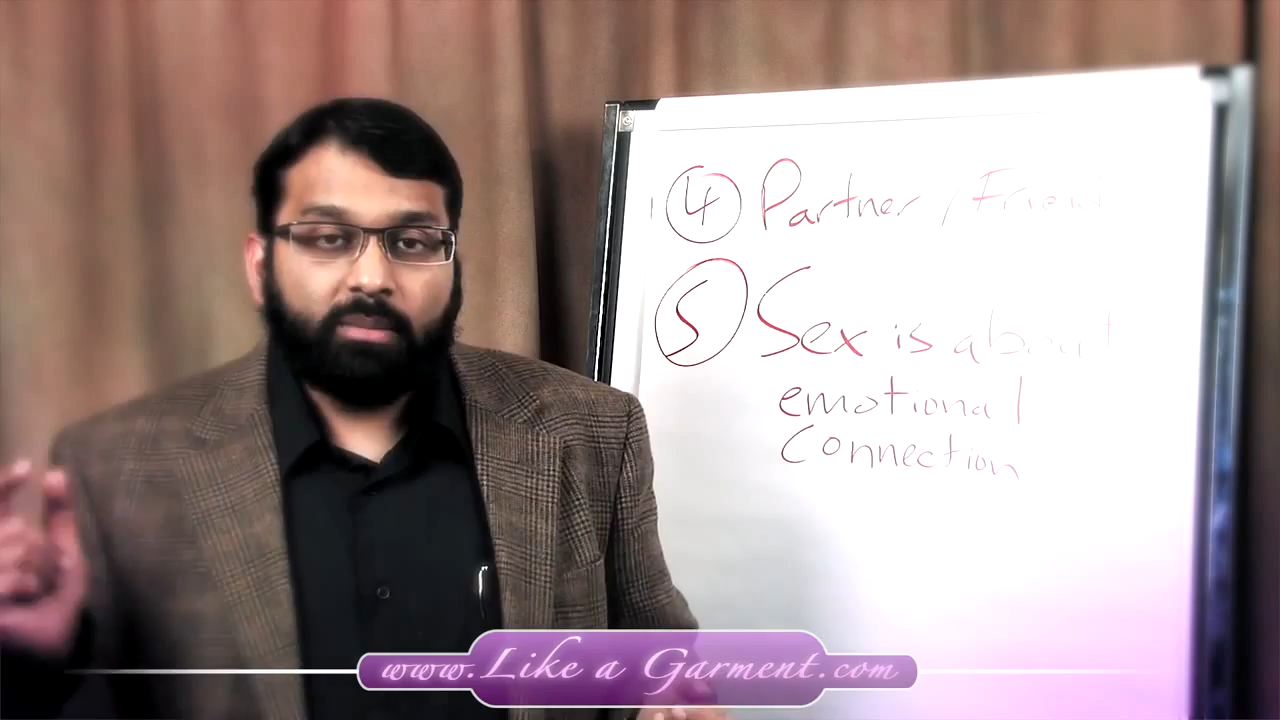 ④ Partner / Friend
⑤ Sex is about
emotional
Connection
www.Like a Garment.com